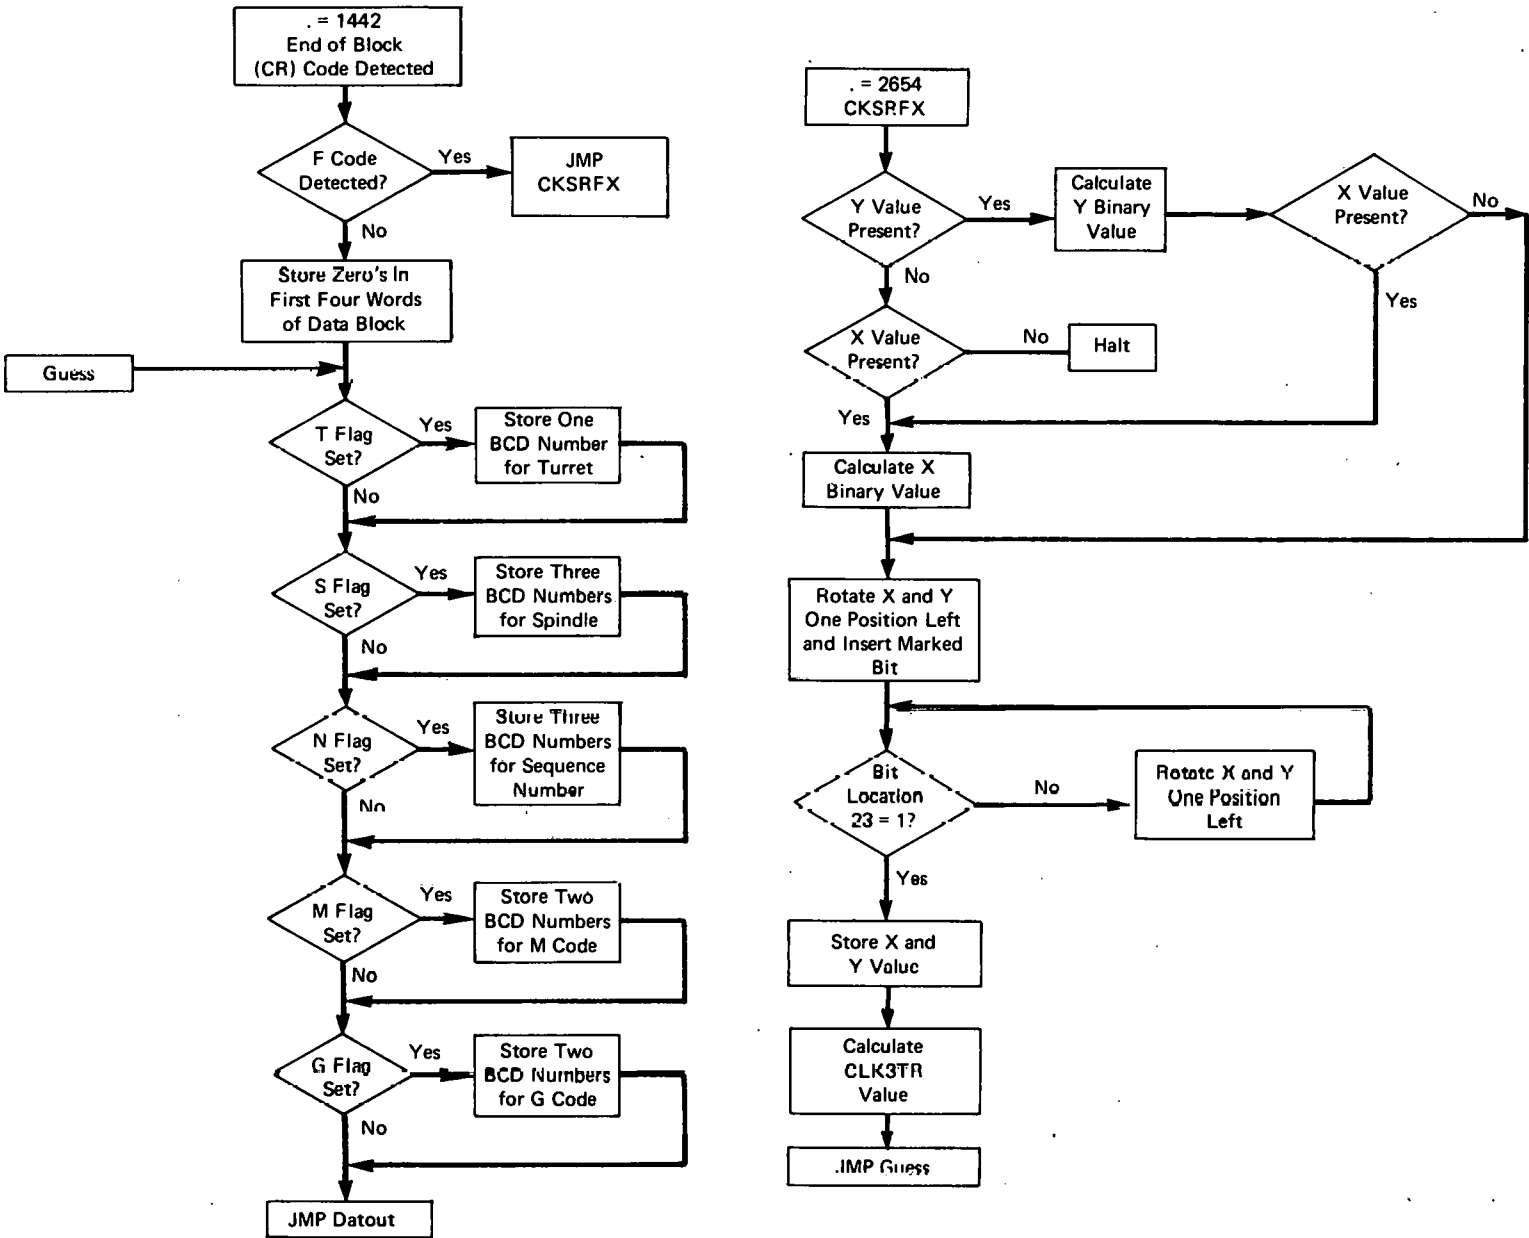 . = 1442
End of Block
(CR) Code Detected
F Code
Detected?
Yes
JMP
CKSRFX
No
Store Zero's In
First Four Words
of Data Block
Guess
T Flag
Set?
Yes
Store One
BCD Number
for Turret
No
S Flag
Set?
Yes
Store Three
BCD Numbers
for Spindle
No
N Flag
Set?
Yes
Store Three
BCD Numbers
for Sequence
Number
No
M Flag
Set?
Yes
Store Two
BCD Numbers
for M Code
No
G Flag
Set?
Yes
Store Two
BCD Numbers
for G Code
No
JMP Datout
. = 2654
CKSRFX
Y Value
Present?
Yes
Calculate
Y Binary
Value
X Value
Present?
No
Yes
No
X Value
Present?
No
Halt
Yes
Calculate X
Binary Value
Rotate X and Y
One Position Left
and Insert Marked
Bit
Bit
Location
23 = 1?
No
Rotate X and Y
One Position
Left
Yes
Store X and
Y Value
Calculate
CLK3TR
Value
JMP Guess